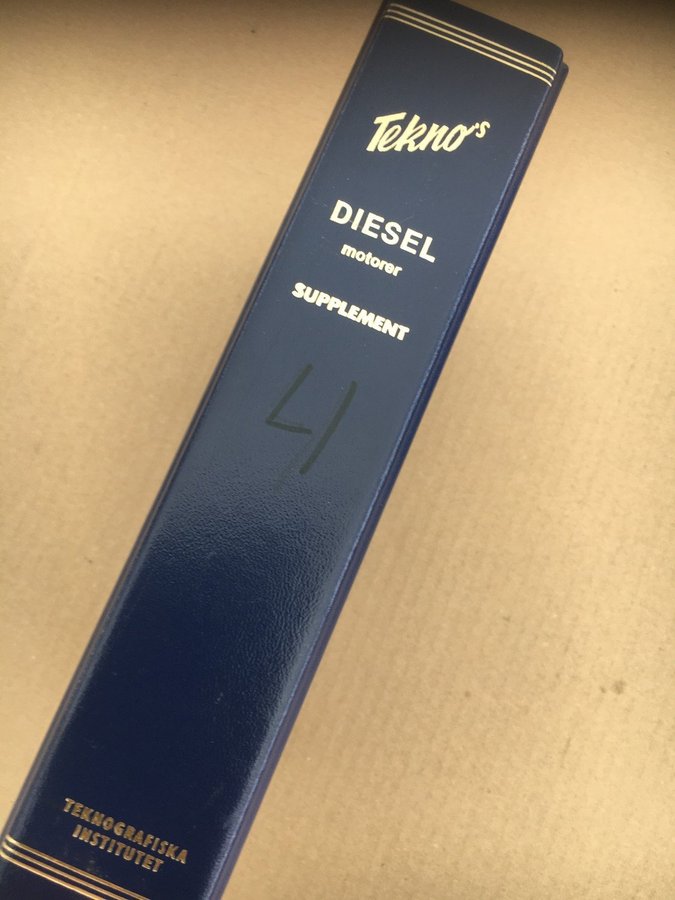 Tekno's
DIESEL
motorer
SUPPLEMENT
4
TEKNOGRAFISKA
INSTITUTET